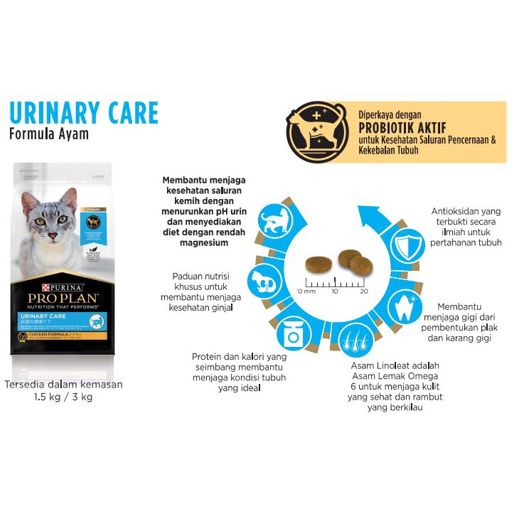 URINARY CARE
Formula Ayam
Diperkaya dengan
PROBIOTIK AKTIF
untuk Kesehatan Saluran Pencernaan &
Kekebalan Tubuh
PURINA
PRO PLAN
NUTRITION THAT PERFORMS
URINARY CARE
CHICKEN FORMULA
Tersedia dalam kemasan
1.5 kg / 3 kg
Membantu menjaga
kesehatan saluran
kemih dengan
menurunkan pH urin
dan menyediakan
diet dengan rendah
magnesium
Paduan nutrisi
khusus untuk
membantu menjaga
kesehatan ginjal
Protein dan kalori yang
seimbang membantu
menjaga kondisi tubuh
yang ideal
0 mm 10 20
Antioksidan yang
terbukti secara
ilmiah untuk
pertahanan tubuh
Membantu
menjaga gigi dari
pembentukan plak
dan karang gigi
Asam Linoleat adalah
Asam Lemak Omega
6 untuk menjaga kulit
yang sehat dan rambut
yang berkilau